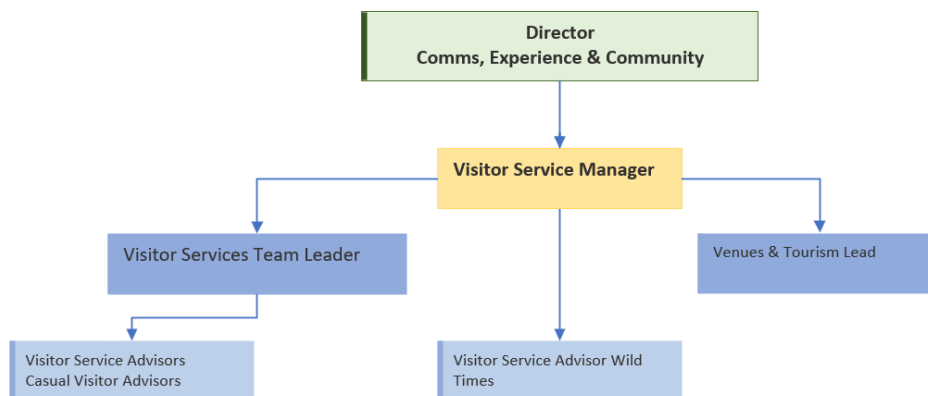 Director
Comms, Experience & Community
Visitor Service Manager
Visitor Services Team Leader
Venues & Tourism Lead
Visitor Service Advisors
Casual Visitor Advisors
Visitor Service Advisor Wild
Times